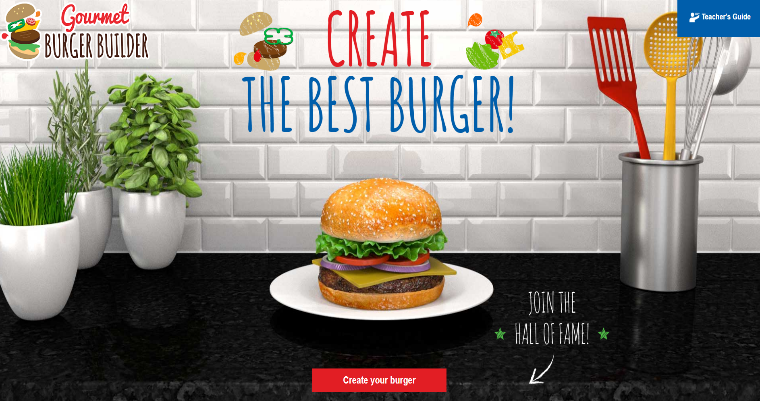 Gourmet
BURGER BUILDER
CREATE
THE BEST BURGER!
Teacher's Guide
JOIN THE
HALL OF FAME!
Create your burger